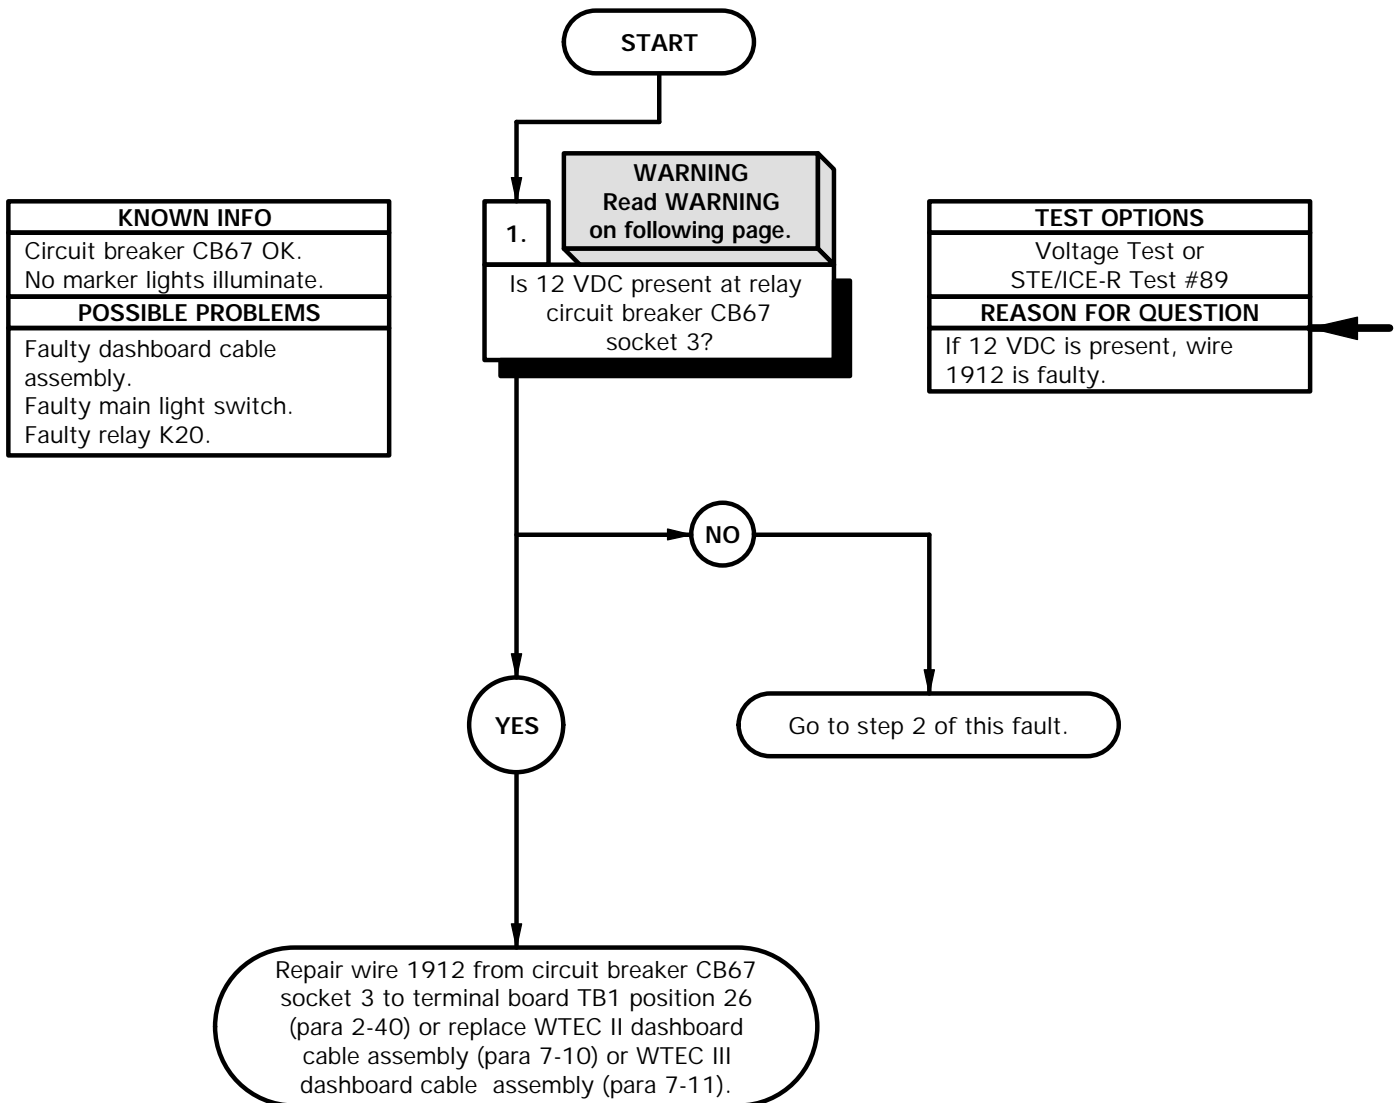 START
WARNING
Read WARNING
on following page.
KNOWN INFO
Circuit breaker CB67 OK.
No marker lights illuminate.
POSSIBLE PROBLEMS
Faulty dashboard cable
assembly.
Faulty main light switch.
Faulty relay K20.
1.
Is 12 VDC present at relay
circuit breaker CB67
socket 3?
TEST OPTIONS
Voltage Test or
STE/ICE-R Test #89
REASON FOR QUESTION
If 12 VDC is present, wire
1912 is faulty.
NO
YES
Go to step 2 of this fault.
Repair wire 1912 from circuit breaker CB67
socket 3 to terminal board TB1 position 26
(para 2-40) or replace WTEC II dashboard
cable assembly (para 7-10) or WTEC III
dashboard cable assembly (para 7-11).